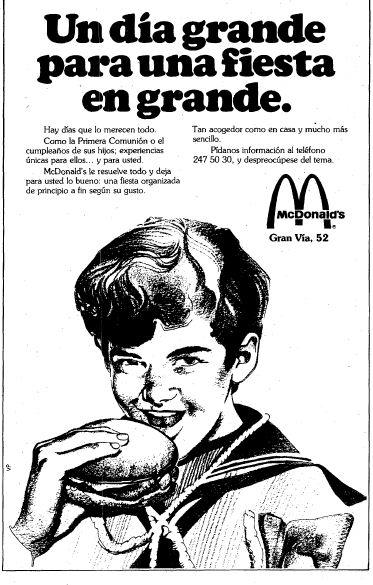 Un día grande
para una fiesta
en grande.
Hay días que lo merecen todo.
Como la Primera Comunión o el
cumpleaños de sus hijos; experiencias
únicas para ellos... y para usted.
McDonald's le resuelve todo y deja
para usted lo bueno: una fiesta organizada
de principio a fin según su gusto.
Tan acogedor como en casa y mucho más
sencillo.
Pídanos información al teléfono
247 50 30, y despreocúpese del tema.
McDonald's
®
Gran Vía, 52